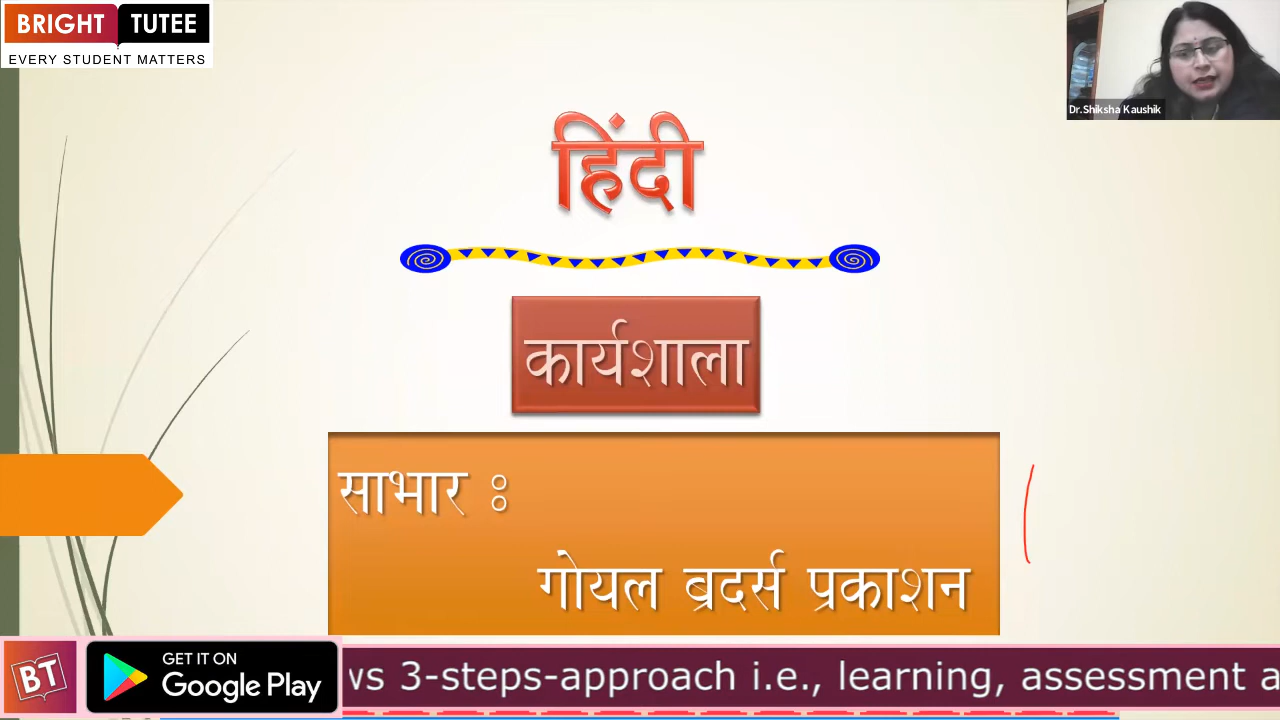 BRIGHT TUTEE
EVERY STUDENT MATTERS
Dr.Shiksha Kaushik
हिंदी
कार्यशाला
साभार :
गोयल ब्रदर्स प्रकाशन
BT
GET IT ON
Google Play
3-steps-approach i.e., learning, assessment